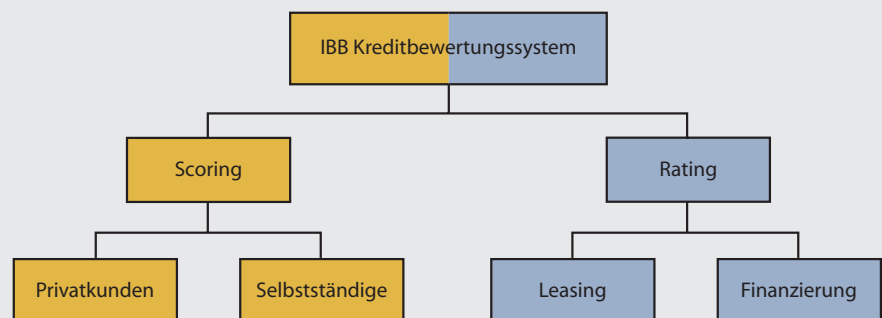 IBB Kreditbewertungssystem
Scoring
Rating
Privatkunden
Selbstständige
Leasing
Finanzierung